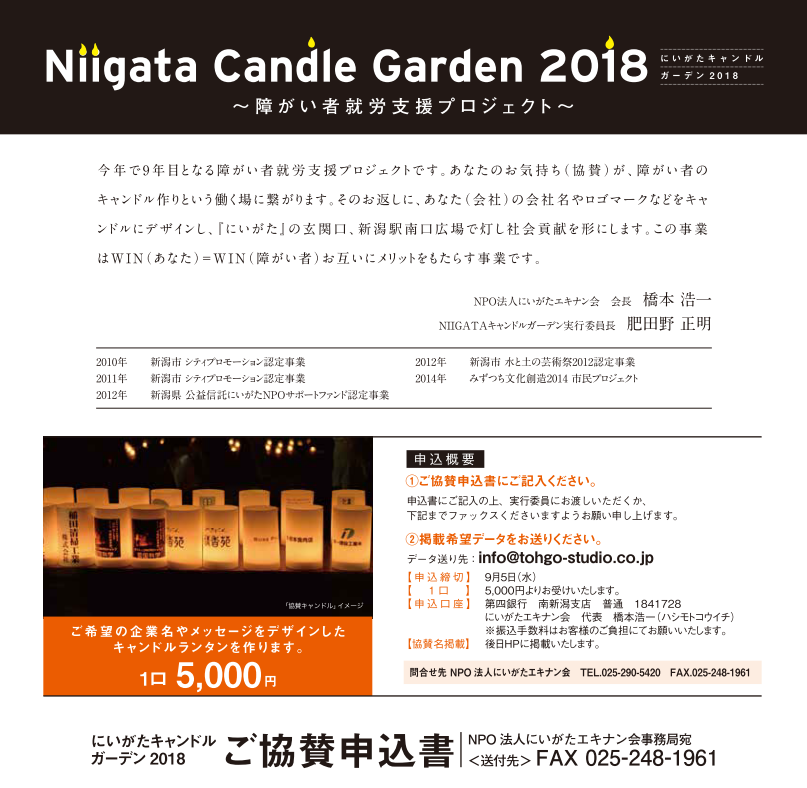 Niigata Candle Garden 2018
にいがたキャンドル
ガーデン2018
～障がい者就労支援プロジェクト～
今年で9年目となる障がい者就労支援プロジェクトです。あなたのお気持ち（協賛）が、障がい者の
キャンドル作りという働く場に繋がります。そのお返しに、あなた（会社）の会社名やロゴマークなどをキャ
ンドルにデザインし、『にいがた』の玄関口、新潟駅南口広場で灯し社会貢献を形にします。この事業
はWIN（あなた）＝WIN（障がい者）お互いにメリットをもたらす事業です。
NPO法人にいがたエキナン会　会長　橋本 浩一
NIIGATAキャンドルガーデン実行委員長　肥田野 正明
2010年　新潟市 シティプロモーション認定事業
2011年　新潟市 シティプロモーション認定事業
2012年　新潟県 公益信託にいがたNPOサポートファンド認定事業
2012年　新潟市 水と土の芸術祭2012認定事業
2014年　みずつち文化創造2014 市民プロジェクト
稲田清掃工業
株式会社
「協賛キャンドル」イメージ
ご希望の企業名やメッセージをデザインした
キャンドルランタンを作ります。
1口 5,000円
申込概要
①ご協賛申込書にご記入ください。
申込書にご記入の上、実行委員にお渡しいただくか、
下記までファックスくださいますようお願い申し上げます。
②掲載希望データをお送りください。
データ送り先：info@tohgo-studio.co.jp
【申込締切】　9月5日（水）
【　1口　】　5,000円よりお受けいたします。
【申込口座】　第四銀行　南新潟支店　普通　1841728
にいがたエキナン会　代表　橋本浩一（ハシモトコウイチ）
※振込手数料はお客様のご負担にてお願いいたします。
【協賛名掲載】　後日HPに掲載いたします。
問合せ先 NPO法人にいがたエキナン会　TEL.025-290-5420　FAX.025-248-1961
にいがたキャンドル
ガーデン2018
ご協賛申込書
NPO法人にいがたエキナン会事務局宛
＜送付先＞FAX 025-248-1961